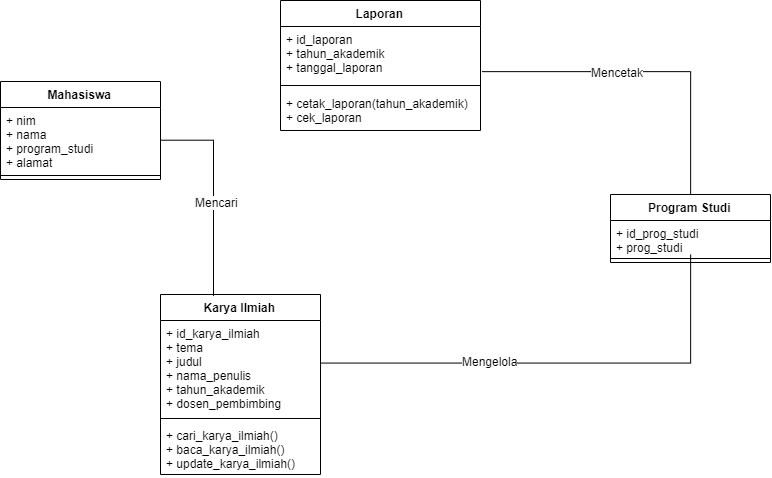 Laporan
+ id_laporan
+ tahun_akademik
+ tanggal_laporan
+ cetak_laporan(tahun_akademik)
+ cek_laporan
Mencetak
Mahasiswa
+ nim
+ nama
+ program_studi
+ alamat
Mencari
Program Studi
+ id_prog_studi
+ prog_studi
Karya Ilmiah
+ id_karya_ilmiah
+ tema
+ judul
+ nama_penulis
+ tahun_akademik
+ dosen_pembimbing
+ cari_karya_ilmiah()
+ baca_karya_ilmiah()
+ update_karya_ilmiah()
Mengelola